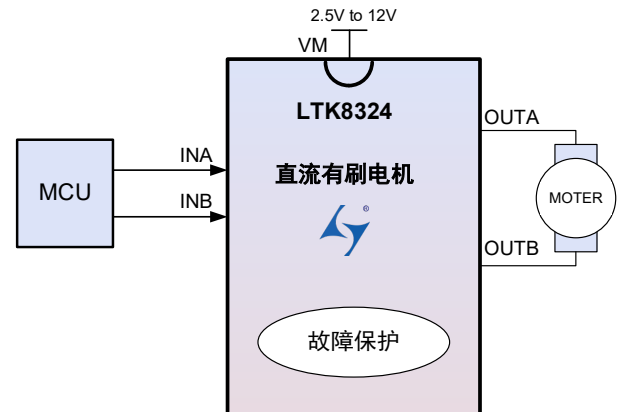 2.5V to 12V
VM
LTK8324
OUTA
INA
直流有刷电机
MCU
INB
®
MOTER
OUTB
故障保护